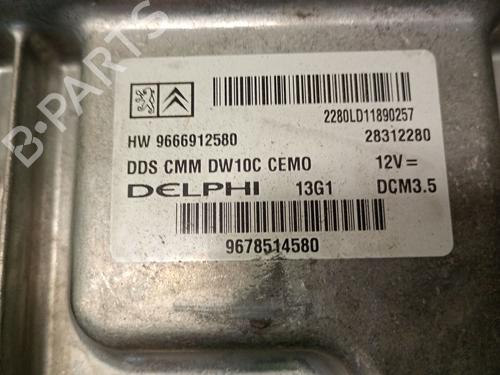 2280LD11890257
HW 9666912580 28312280
DDS CMM DW10C CEMO 12V =
DELPHI 13G1 DCM3.5
9678514580
B-PARTS